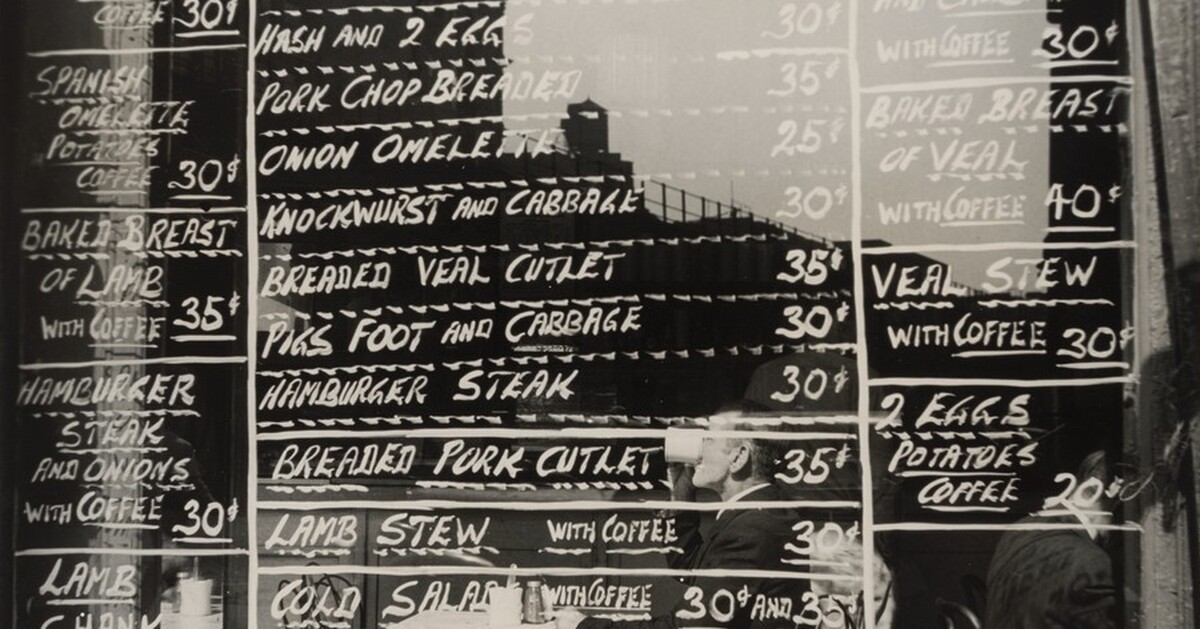 COFFEE 30¢
SPANISH
OMELETTE
POTATOES
COFFEE 30¢
BAKED BREAST
OF LAMB
WITH COFFEE 35¢
HAMBURGER
STEAK
AND ONIONS
WITH COFFEE 30¢
LAMB
HASH AND 2 EGGS 30¢
PORK CHOP BREADED 35¢
ONION OMELETTE 25¢
KNOCKWURST AND CABBAGE 30¢
BREADED VEAL CUTLET 35¢
PIGS FOOT AND CABBAGE 30¢
HAMBURGER STEAK 30¢
BREADED PORK CUTLET 35¢
LAMB STEW WITH COFFEE 30¢
COLD SALAD WITH COFFEE 30¢ AND 35
WITH COFFEE 30¢
BAKED BREAST
OF VEAL
WITH COFFEE 40¢
VEAL STEW
WITH COFFEE 30¢
2 EGGS
POTATOES
COFFEE 20¢